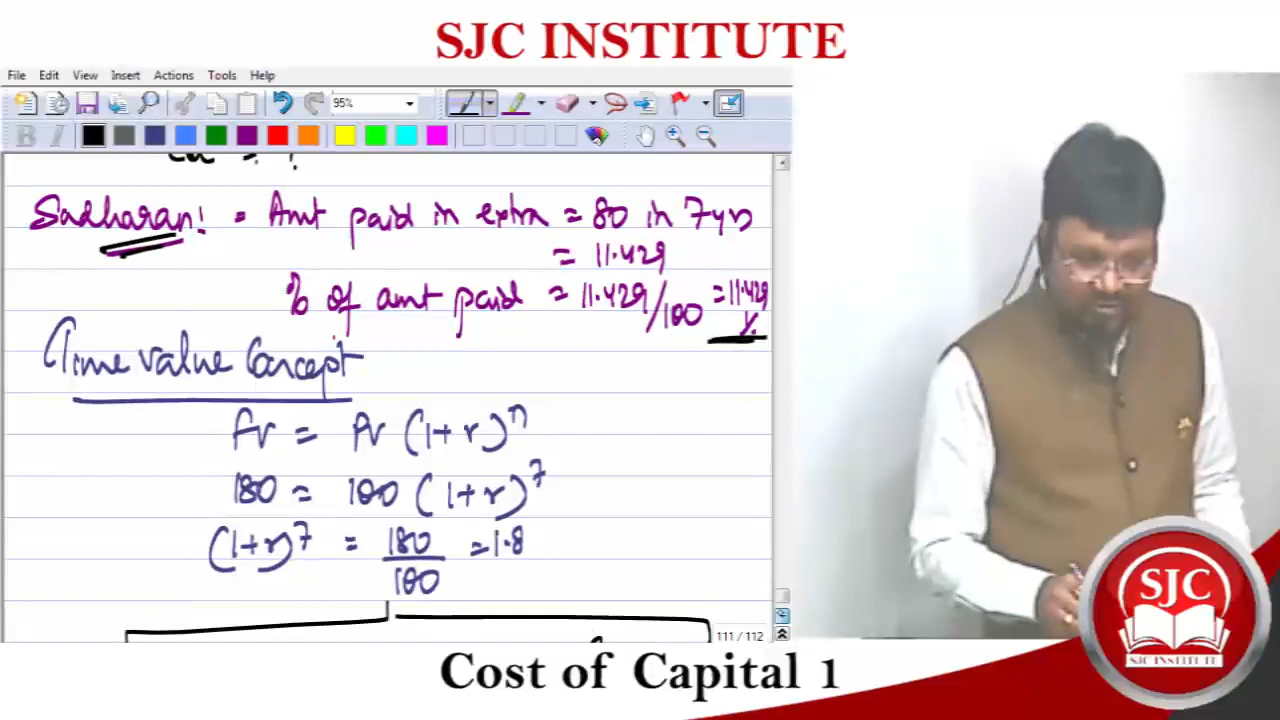 SJC INSTITUTE
File Edit View Insert Actions Tools Help
95%
Sadharan! = Amt paid in extra = 80 in 7yrs
= 11.429
% of amt paid = 11.429/100 = 11.429 %
Time value Concept
Fv = Pv (1+r)^n
180 = 100 (1+r)^7
(1+r)^7 = 180/100 = 1.8
111 / 112
SJC
SJC INSTITUTE
Cost of Capital 1